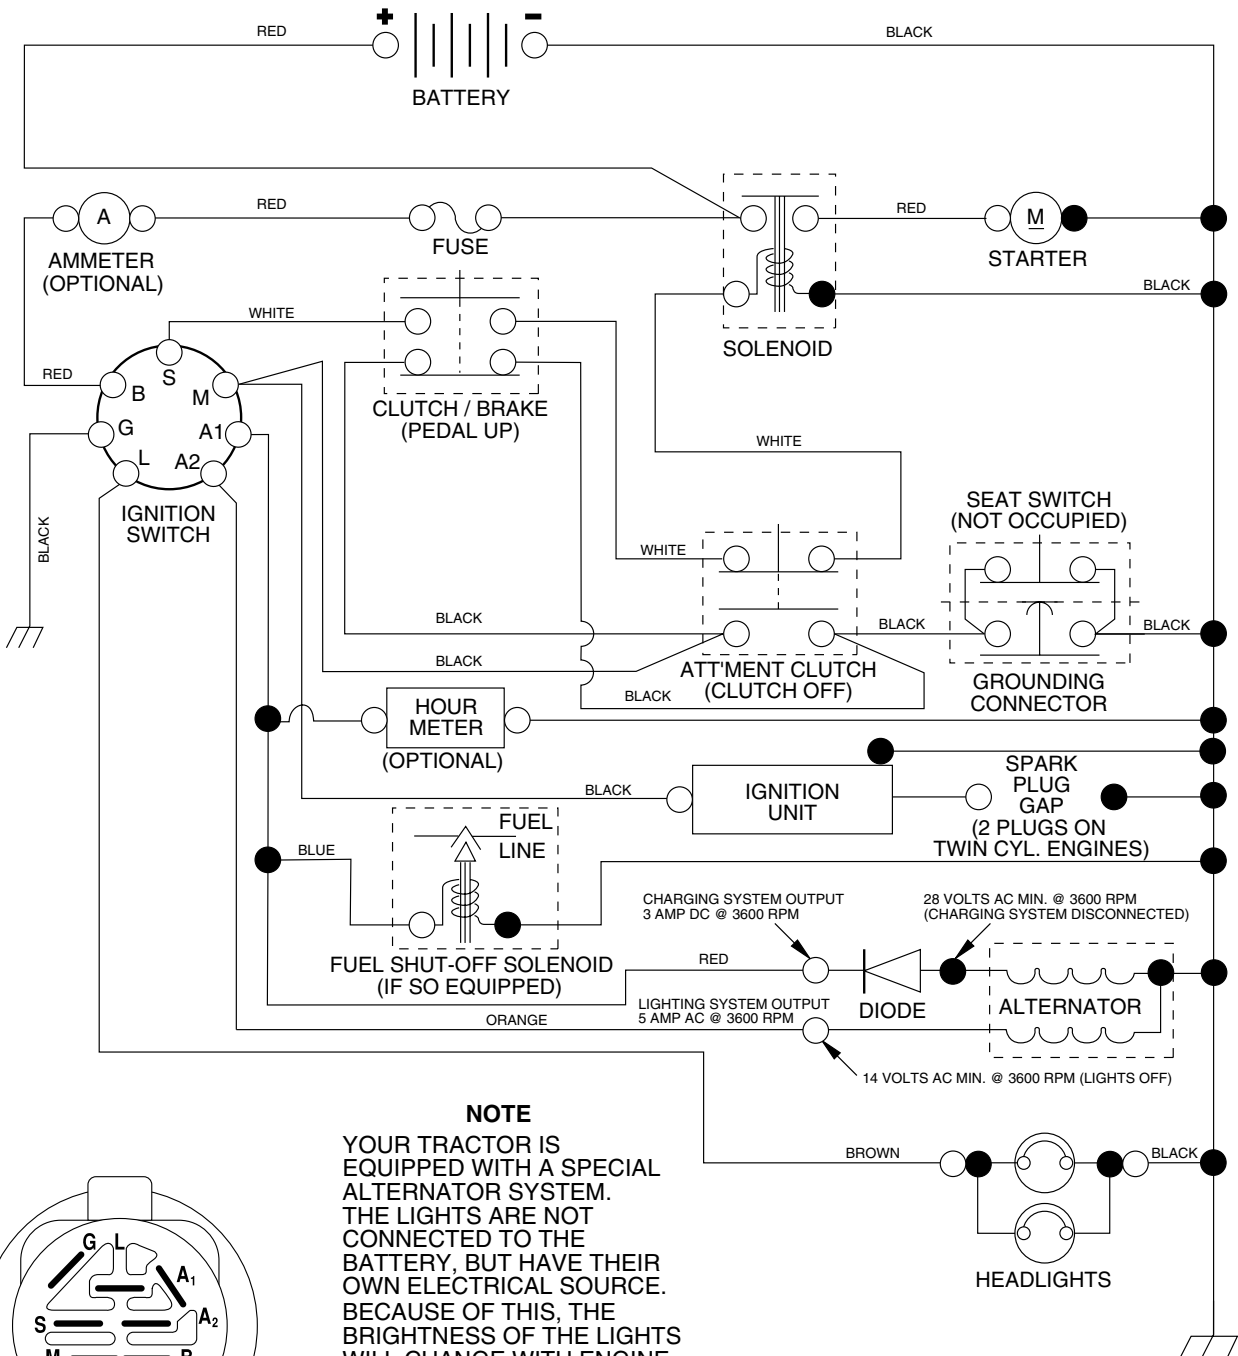 + -
RED
BLACK
BATTERY
A
RED
RED
M
FUSE
STARTER
AMMETER
(OPTIONAL)
BLACK
WHITE
SOLENOID
RED
S
B
M
CLUTCH / BRAKE
(PEDAL UP)
G
A1
WHITE
L
A2
SEAT SWITCH
(NOT OCCUPIED)
IGNITION
SWITCH
BLACK
WHITE
BLACK
BLACK
BLACK
BLACK
ATT'MENT CLUTCH
(CLUTCH OFF)
GROUNDING
CONNECTOR
BLACK
HOUR
METER
(OPTIONAL)
SPARK
PLUG
GAP
(2 PLUGS ON
TWIN CYL. ENGINES)
BLACK
IGNITION
UNIT
FUEL
LINE
BLUE
CHARGING SYSTEM OUTPUT
3 AMP DC @ 3600 RPM
28 VOLTS AC MIN. @ 3600 RPM
(CHARGING SYSTEM DISCONNECTED)
FUEL SHUT-OFF SOLENOID
(IF SO EQUIPPED)
RED
DIODE
ALTERNATOR
LIGHTING SYSTEM OUTPUT
5 AMP AC @ 3600 RPM
ORANGE
14 VOLTS AC MIN. @ 3600 RPM (LIGHTS OFF)
BROWN
BLACK
HEADLIGHTS
NOTE
YOUR TRACTOR IS
EQUIPPED WITH A SPECIAL
ALTERNATOR SYSTEM.
THE LIGHTS ARE NOT
CONNECTED TO THE
BATTERY, BUT HAVE THEIR
OWN ELECTRICAL SOURCE.
BECAUSE OF THIS, THE
BRIGHTNESS OF THE LIGHTS
WILL CHANGE WITH ENGINE
G L
A1
A2
S
M
B